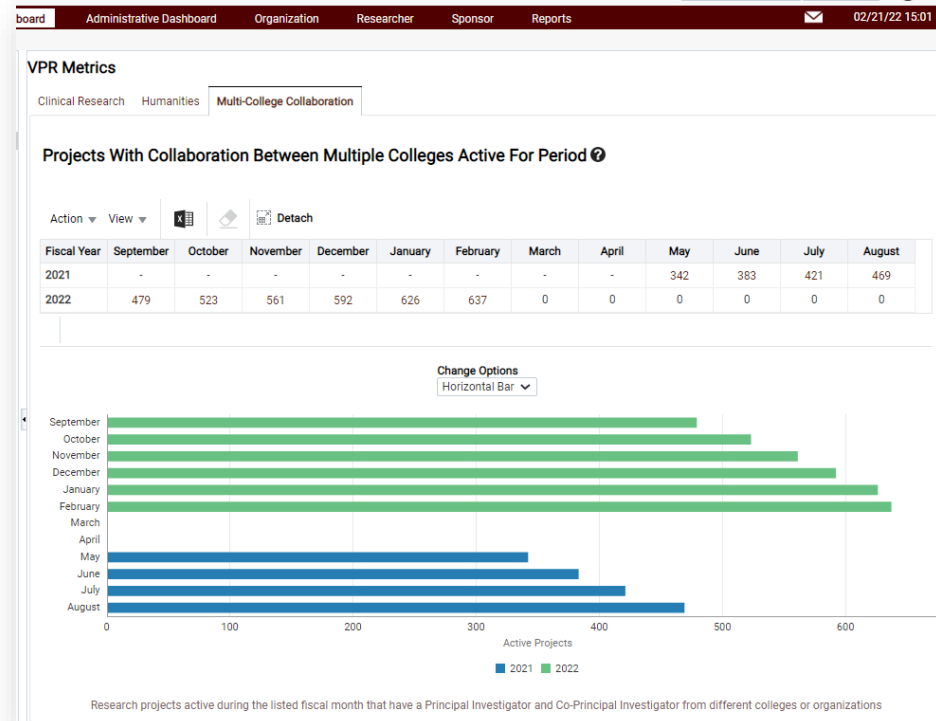 board Administrative Dashboard Organization Researcher Sponsor Reports 02/21/22 15:01
VPR Metrics
Clinical Research Humanities Multi-College Collaboration
Projects With Collaboration Between Multiple Colleges Active For Period ?
Action View Detach
Fiscal Year September October November December January February March April May June July August
2021 - - - - - - - - 342 383 421 469
2022 479 523 561 592 626 637 0 0 0 0 0 0
Change Options
Horizontal Bar
September
October
November
December
January
February
March
April
May
June
July
August
0 100 200 300 400 500 600
Active Projects
2021 2022
Research projects active during the listed fiscal month that have a Principal Investigator and Co-Principal Investigator from different colleges or organizations